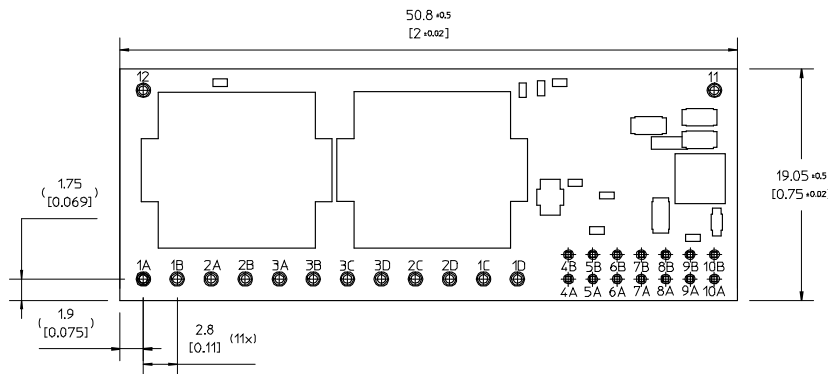 50.8 ±0.5
[2 ±0.02]
12
11
19.05 ±0.5
[0.75 ±0.02]
( 1.75 )
[0.069]
1A 1B 2A 2B 3A 3B 3C 3D 2C 2D 1C 1D
4B 5B 6B 7B 8B 9B 10B
4A 5A 6A 7A 8A 9A 10A
( 1.9 )
[0.075]
2.8 (11x)
[0.11]